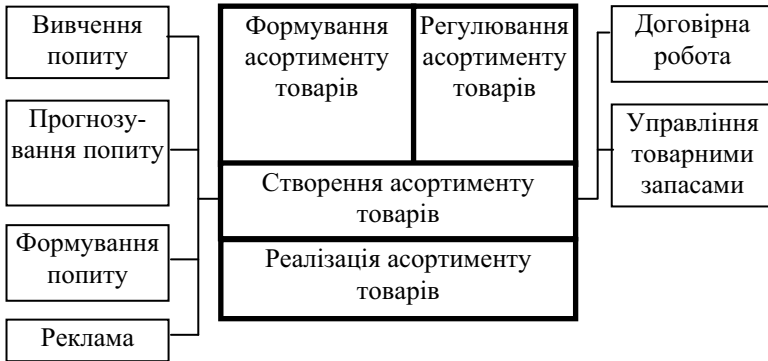 Вивчення
попиту
Прогнозу-
вання попиту
Формування
попиту
Реклама
Формування
асортименту
товарів
Регулювання
асортименту
товарів
Створення асортименту
товарів
Реалізація асортименту
товарів
Договірна
робота
Управління
товарними
запасами